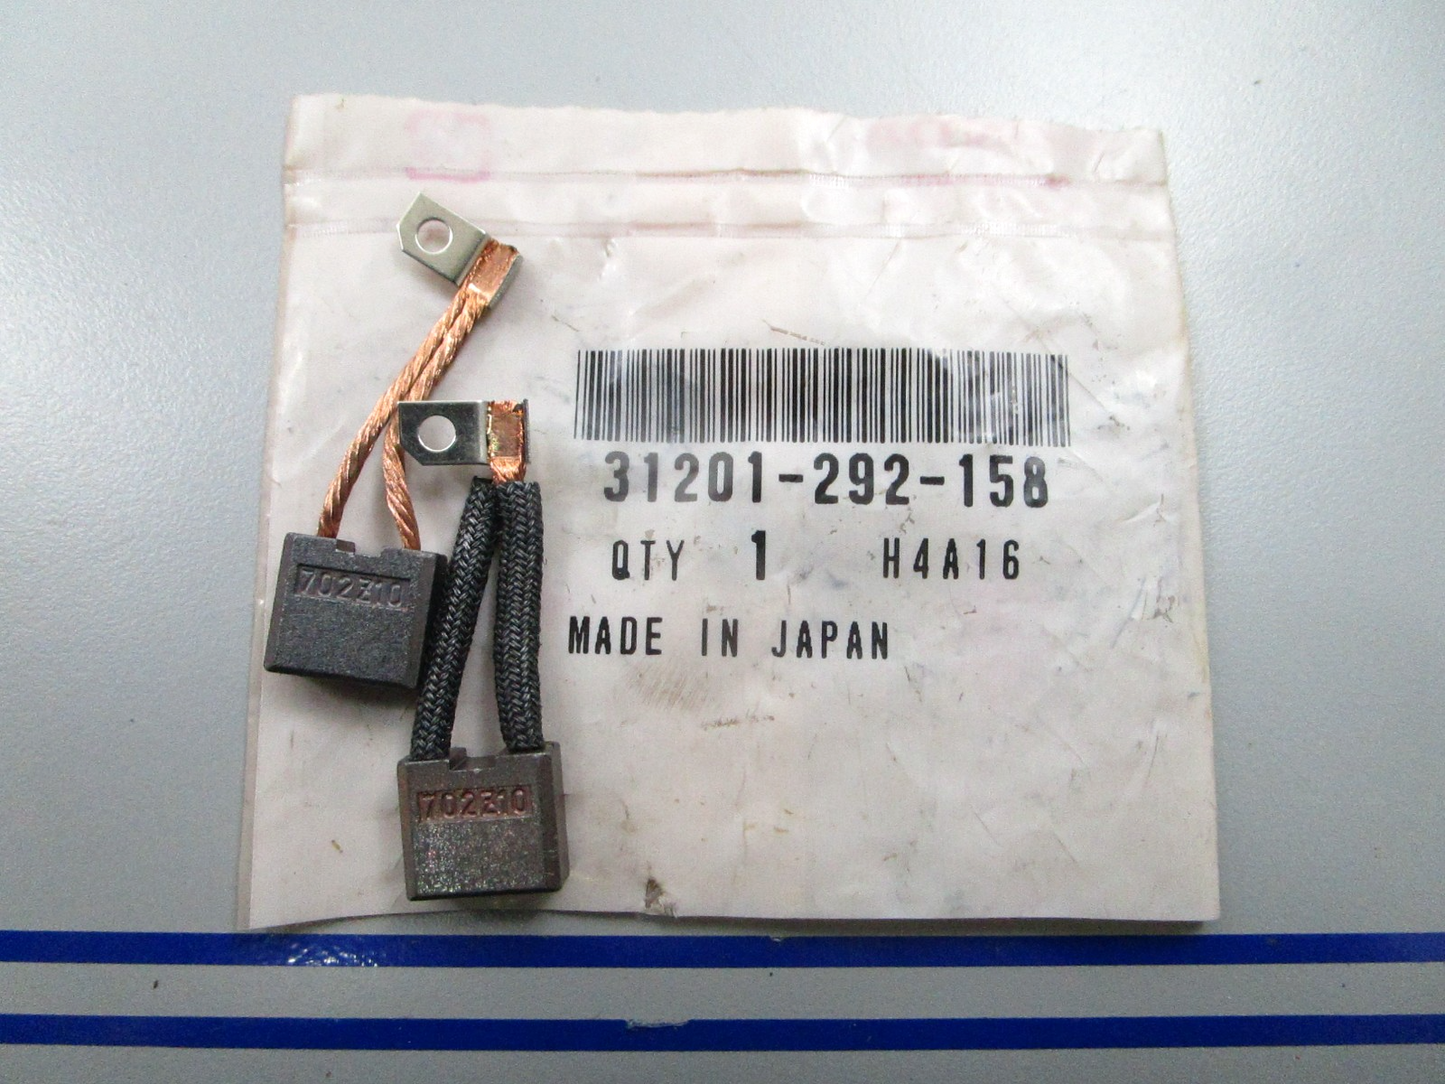 31201-292-158
QTY 1 H4A16
MADE IN JAPAN
702Z10
702Z10